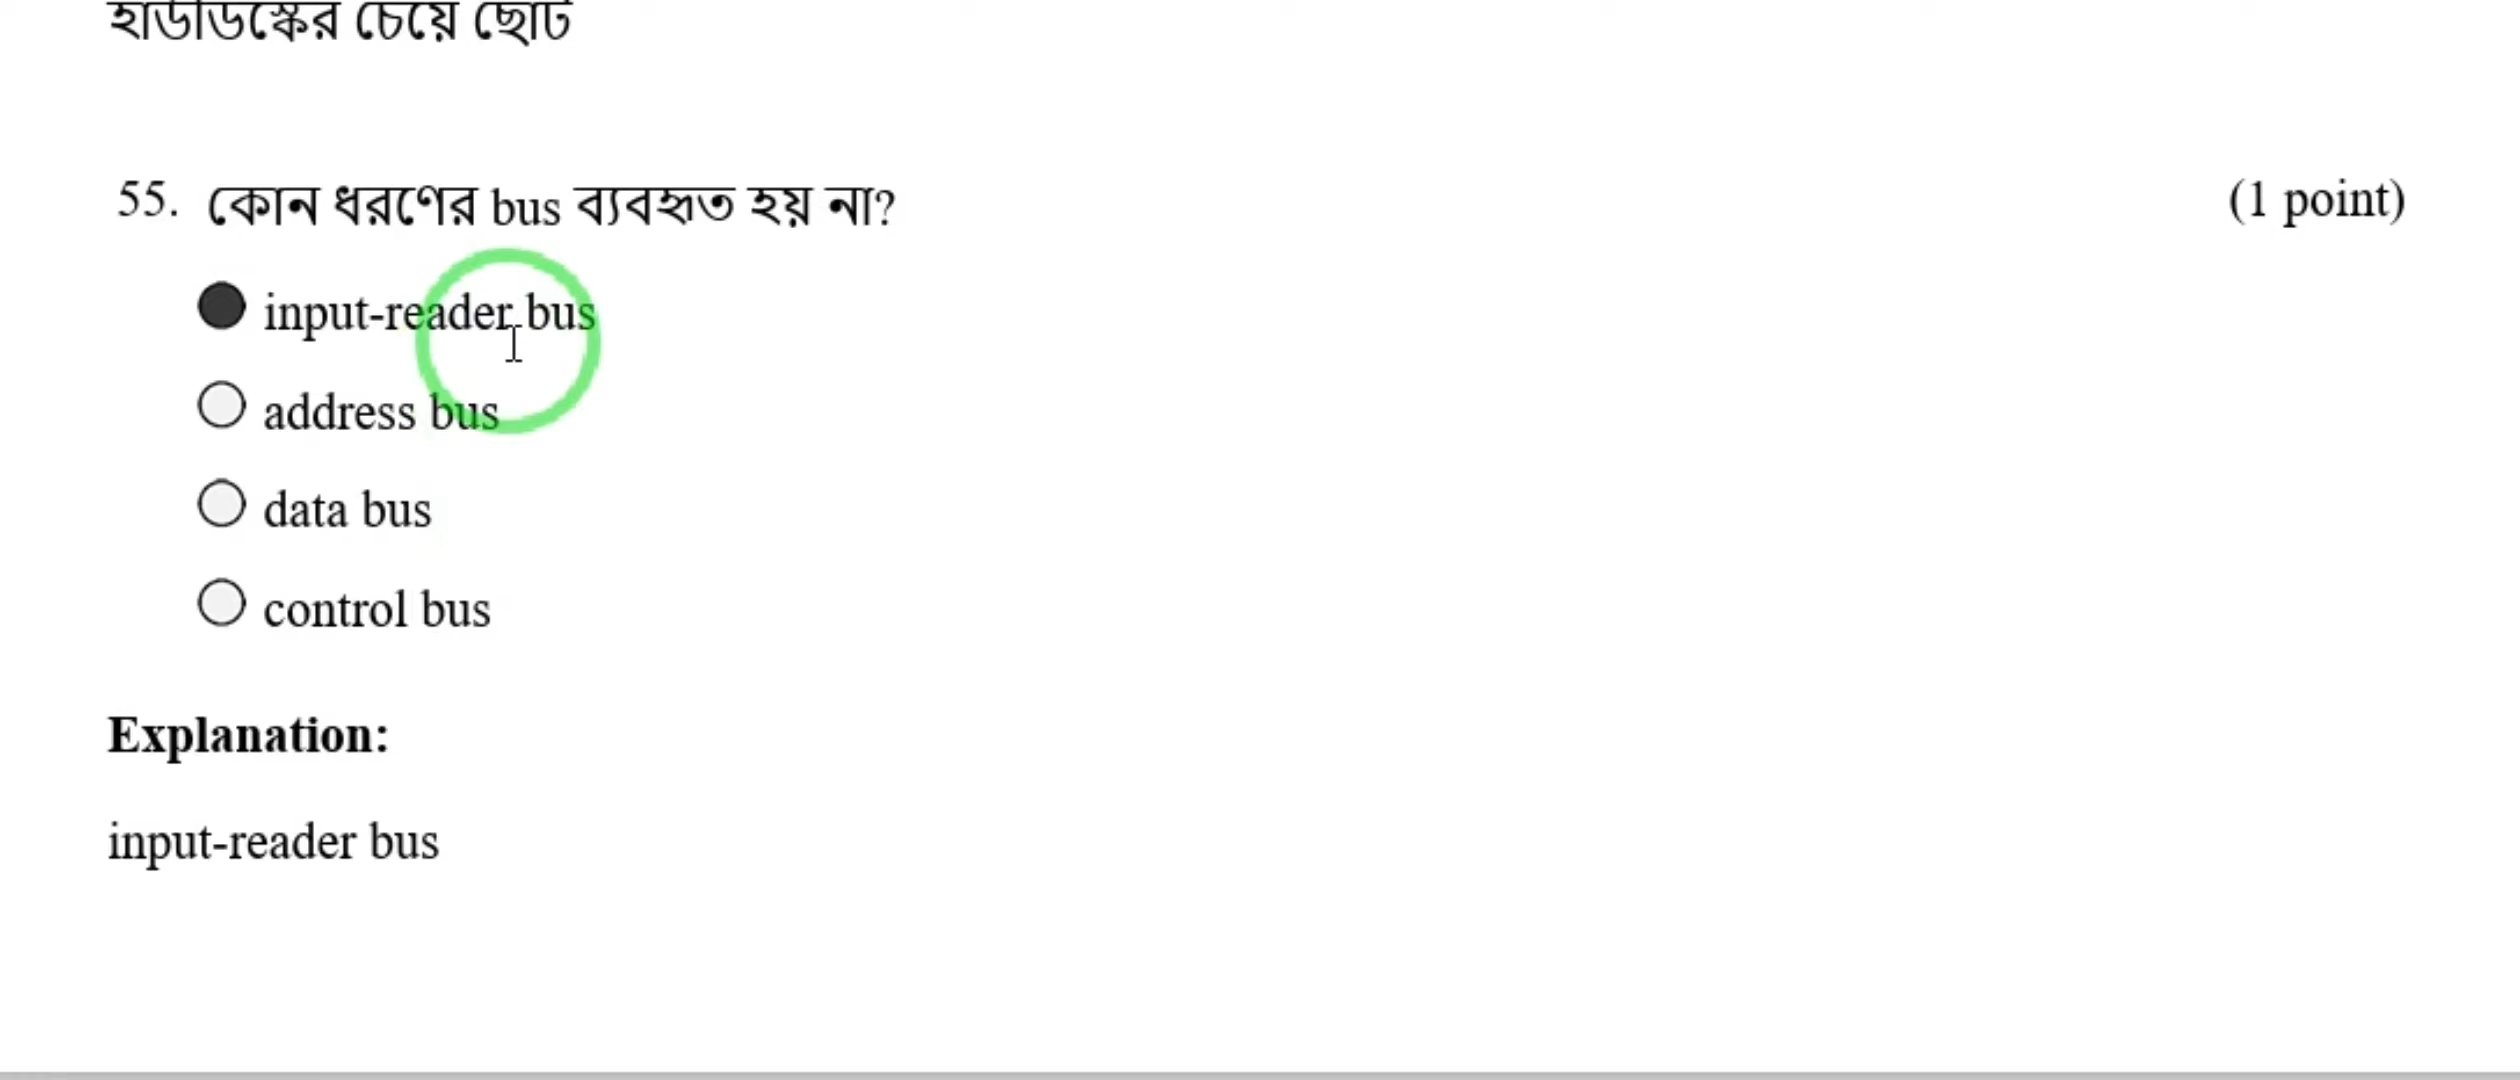 হার্ডডিস্কের চেয়ে ছোট
55. কোন ধরণের bus ব্যবহৃত হয় না? (1 point)
input-reader bus
address bus
data bus
control bus
Explanation:
input-reader bus